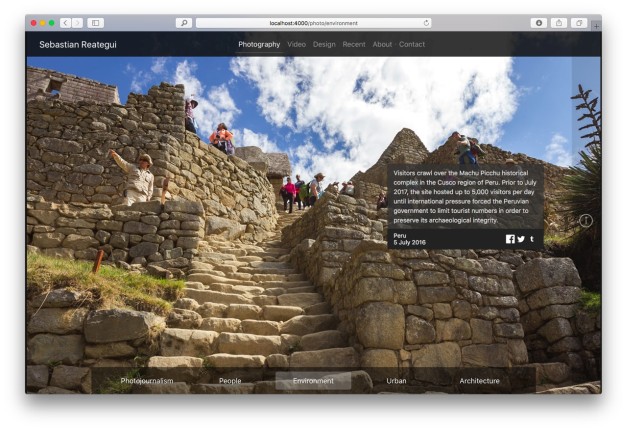 localhost:4000/photo/environment
Sebastian Reategui
Photography Video Design Recent About Contact
Visitors crawl over the Machu Picchu historical
complex in the Cusco region of Peru. Prior to July
2017, the site hosted up to 5,000 visitors per day
until international pressure forced the Peruvian
government to limit tourist numbers in order to
preserve its archaeological integrity.
Peru
5 July 2016
Photojournalism People Environment Urban Architecture